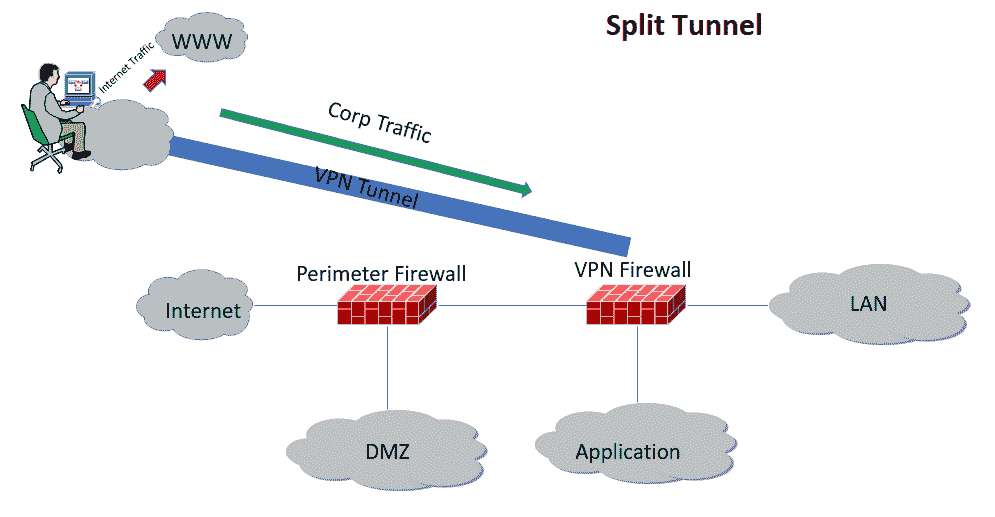 Split Tunnel
WWW
Internet Traffic
Corp Traffic
VPN Tunnel
Perimeter Firewall
VPN Firewall
Internet
LAN
DMZ
Application